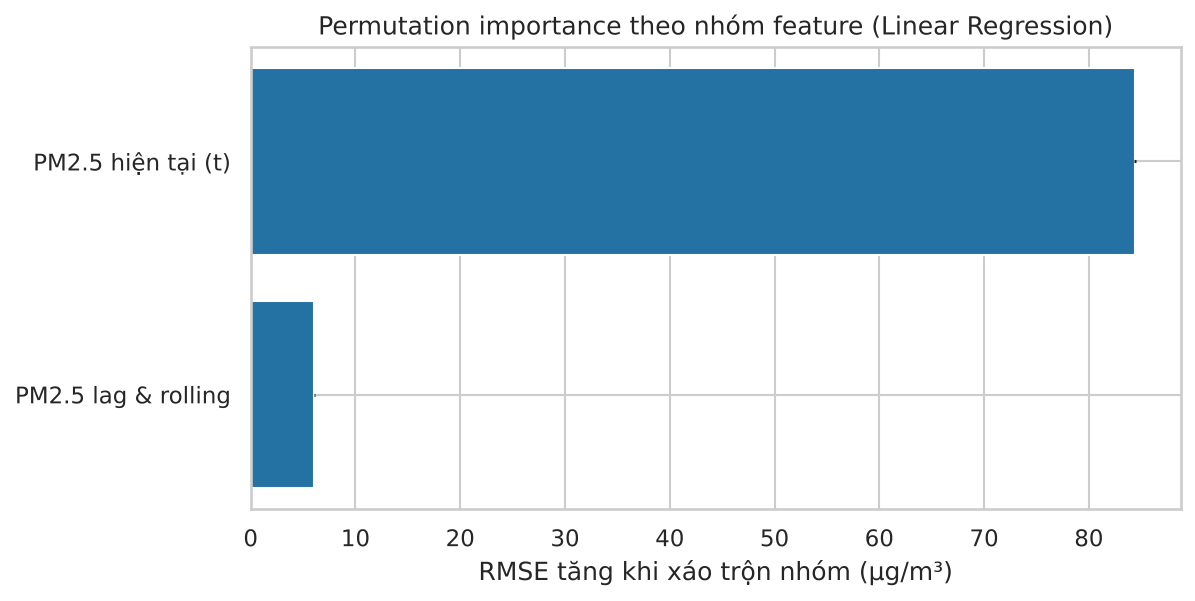 Permutation importance theo nhóm feature (Linear Regression)
PM2.5 hiện tại (t)
PM2.5 lag & rolling
0 10 20 30 40 50 60 70 80
RMSE tăng khi xáo trộn nhóm (µg/m³)